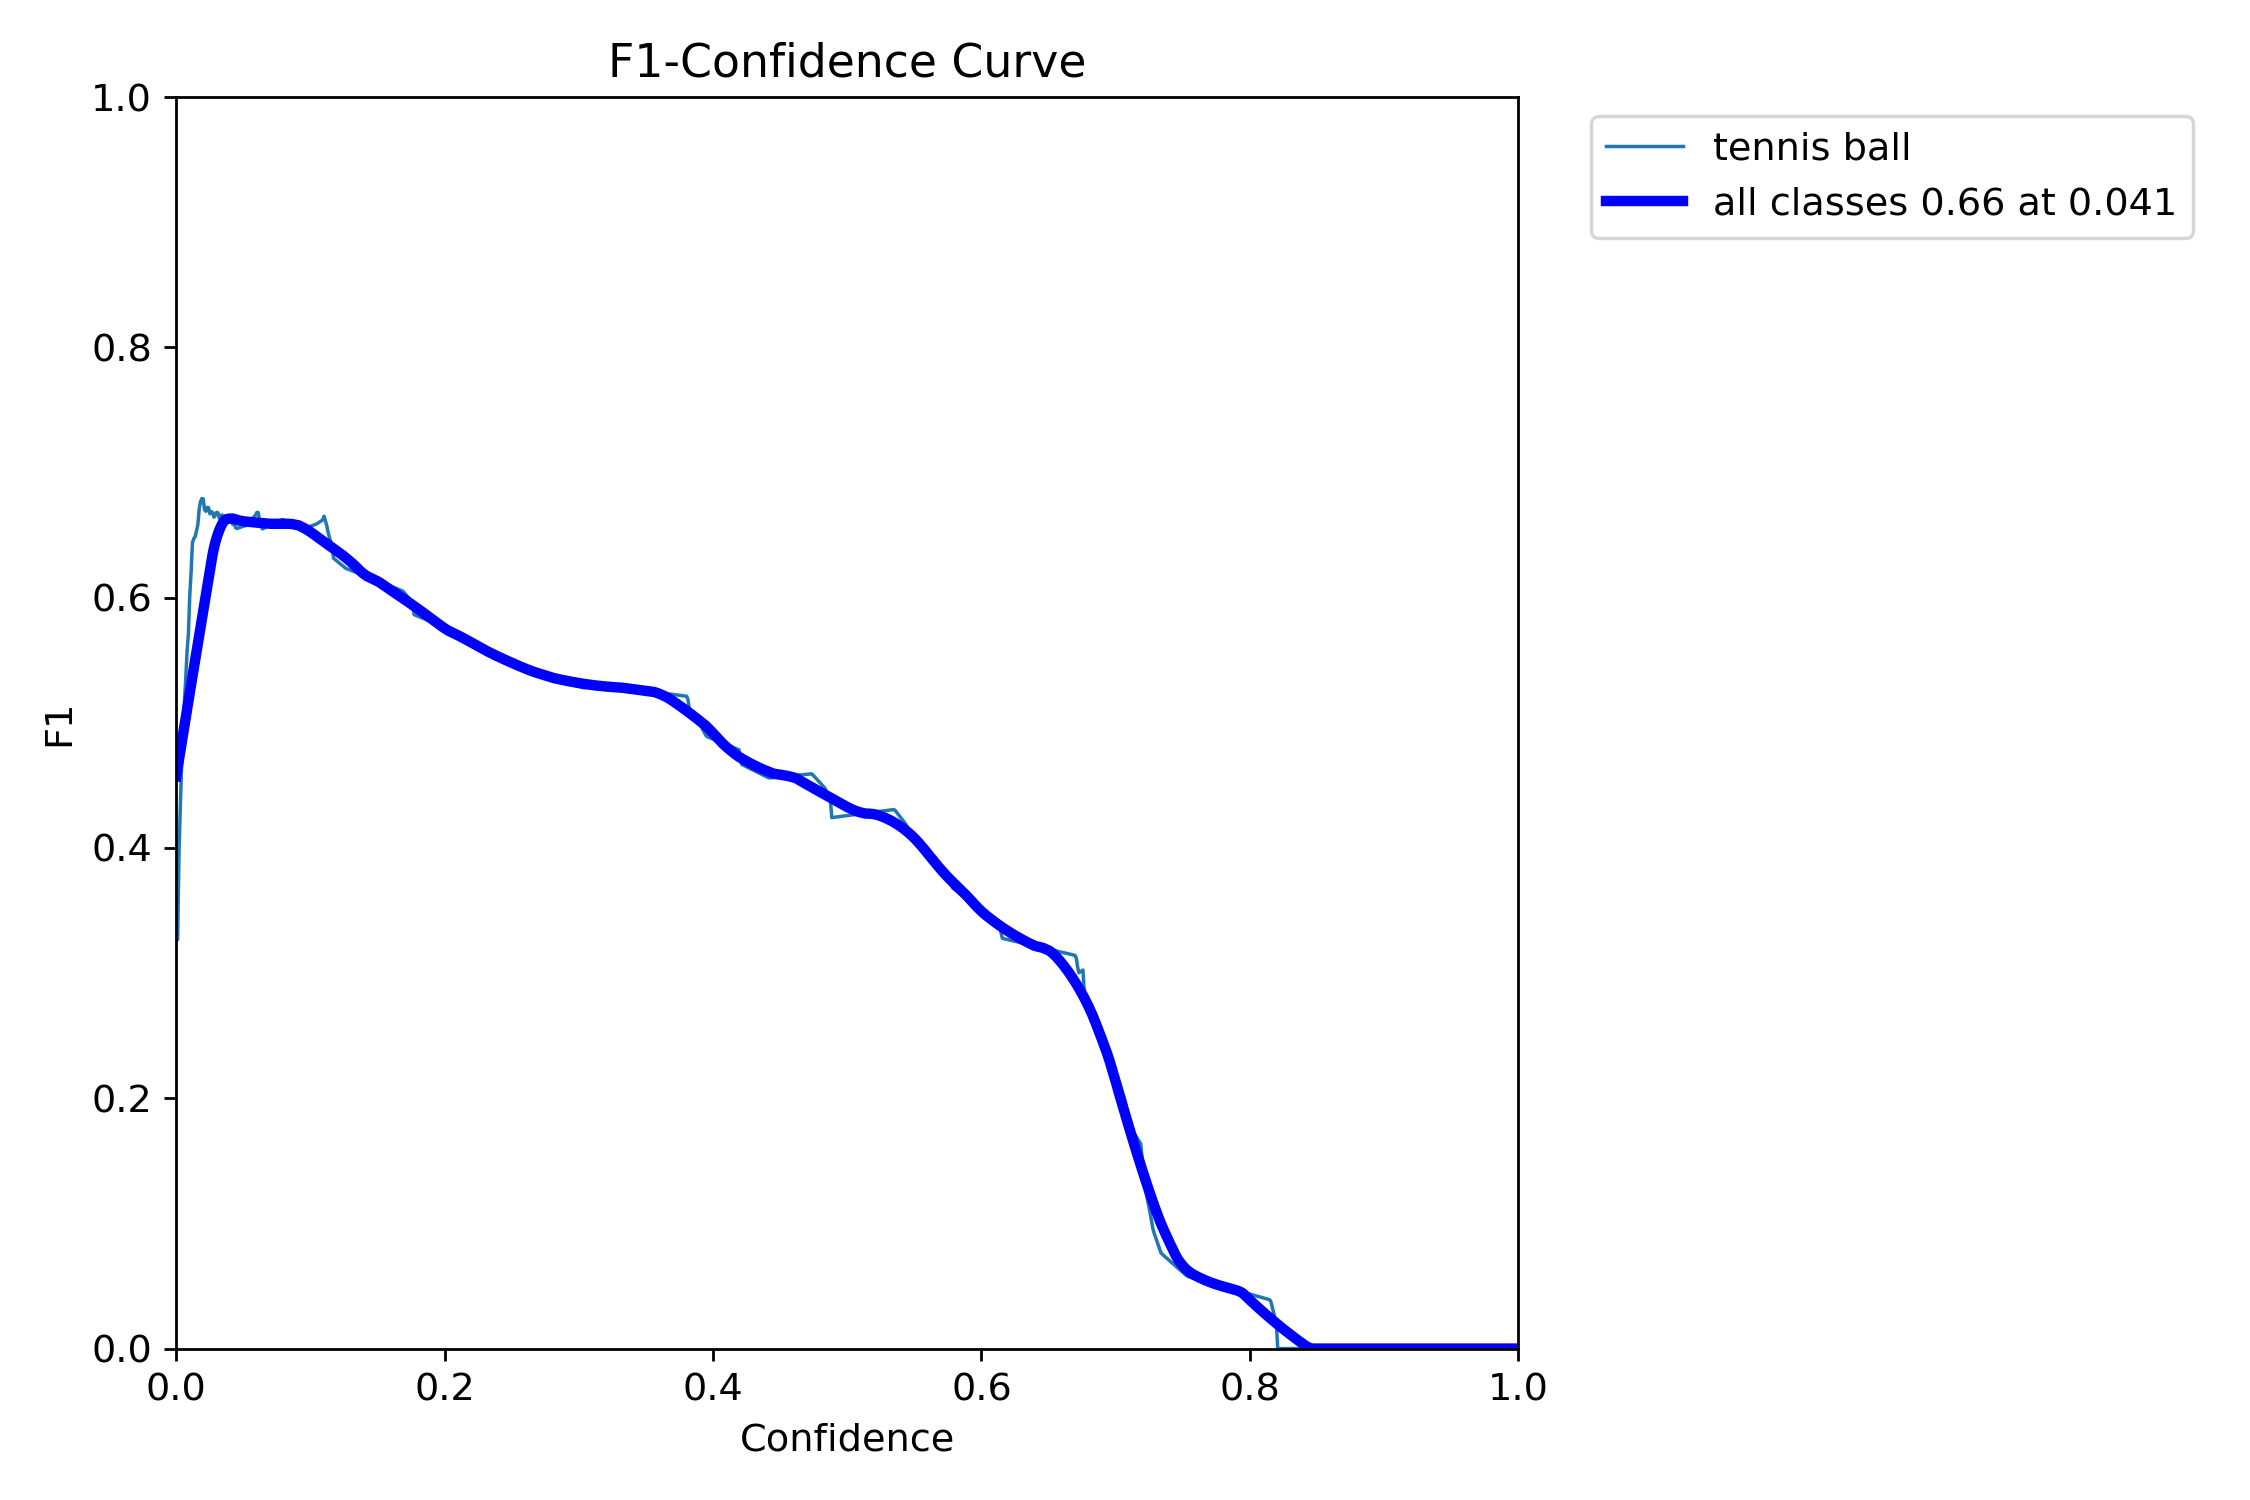 F1-Confidence Curve
1.0
0.8
0.6
0.4
0.2
0.0
F1
0.0 0.2 0.4 0.6 0.8 1.0
Confidence
tennis ball
all classes 0.66 at 0.041